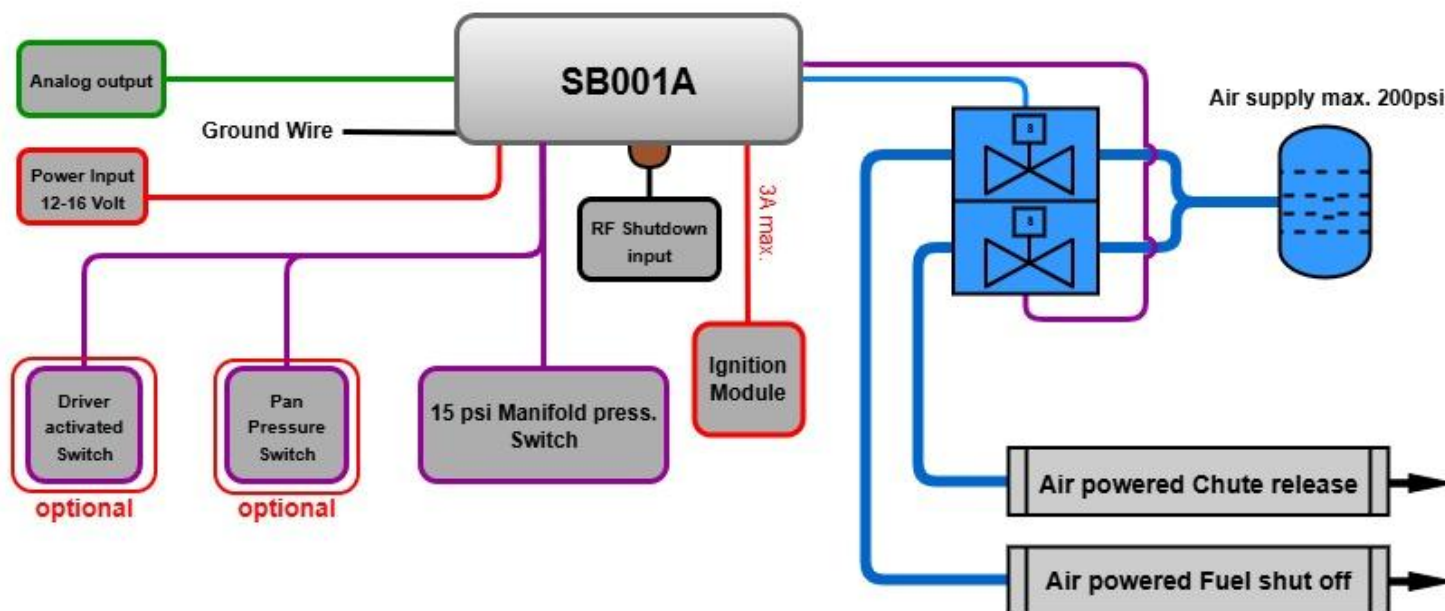 SB001A
Analog output
Ground Wire
Power Input
12-16 Volt
RF Shutdown
input
3A max.
Air supply max. 200psi
S
S
Driver
activated
Switch
optional
Pan
Pressure
Switch
optional
15 psi Manifold press.
Switch
Ignition
Module
Air powered Chute release
Air powered Fuel shut off